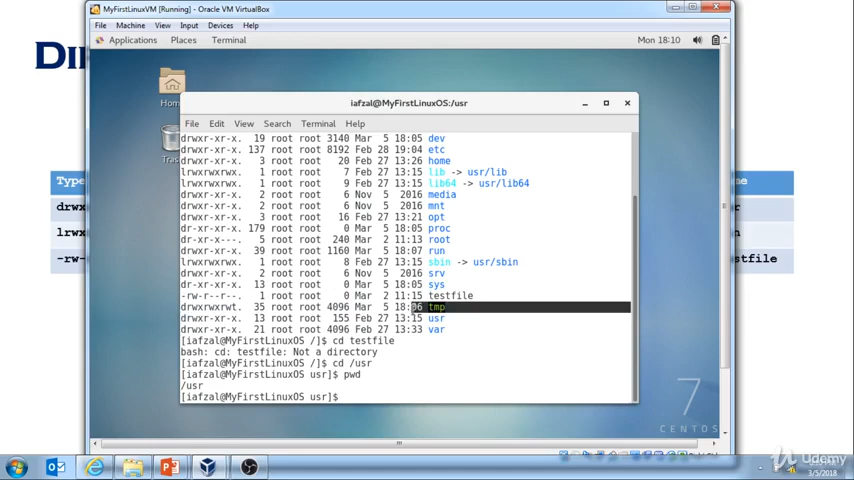 MyFirstLinuxVM [Running] - Oracle VM VirtualBox
File Machine View Input Devices Help
Applications Places Terminal Mon 18:10
Home
Tras
iafzal@MyFirstLinuxOS:/usr
File Edit View Search Terminal Help
drwxr-xr-x. 19 root root 3140 Mar 5 18:05 dev
drwxr-xr-x. 137 root root 8192 Feb 28 19:04 etc
drwxr-xr-x. 3 root root 20 Feb 27 13:26 home
lrwxrwxrwx. 1 root root 7 Feb 27 13:15 lib -> usr/lib
lrwxrwxrwx. 1 root root 9 Feb 27 13:15 lib64 -> usr/lib64
drwxr-xr-x. 2 root root 6 Nov 5 2016 media
drwxr-xr-x. 2 root root 6 Nov 5 2016 mnt
drwxr-xr-x. 3 root root 16 Feb 27 13:21 opt
dr-xr-xr-x. 179 root root 0 Mar 5 18:05 proc
dr-xr-x---. 5 root root 240 Mar 2 11:13 root
drwxr-xr-x. 39 root root 1160 Mar 5 18:07 run
lrwxrwxrwx. 1 root root 8 Feb 27 13:15 sbin -> usr/sbin
drwxr-xr-x. 2 root root 6 Nov 5 2016 srv
dr-xr-xr-x. 13 root root 0 Mar 5 18:05 sys
-rw-r--r--. 1 root root 0 Mar 2 11:15 testfile
drwxrwxrwt. 35 root root 4096 Mar 5 18:06 tmp
drwxr-xr-x. 13 root root 155 Feb 27 13:15 usr
drwxr-xr-x. 21 root root 4096 Feb 27 13:33 var
[iafzal@MyFirstLinuxOS /]$ cd testfile
bash: cd: testfile: Not a directory
[iafzal@MyFirstLinuxOS /]$ cd /usr
[iafzal@MyFirstLinuxOS usr]$ pwd
/usr
[iafzal@MyFirstLinuxOS usr]$
7
CENTOS
Di
Type
me
drwx
r
lrwx
n
-rw-
stfile
Udemy
3/5/2018